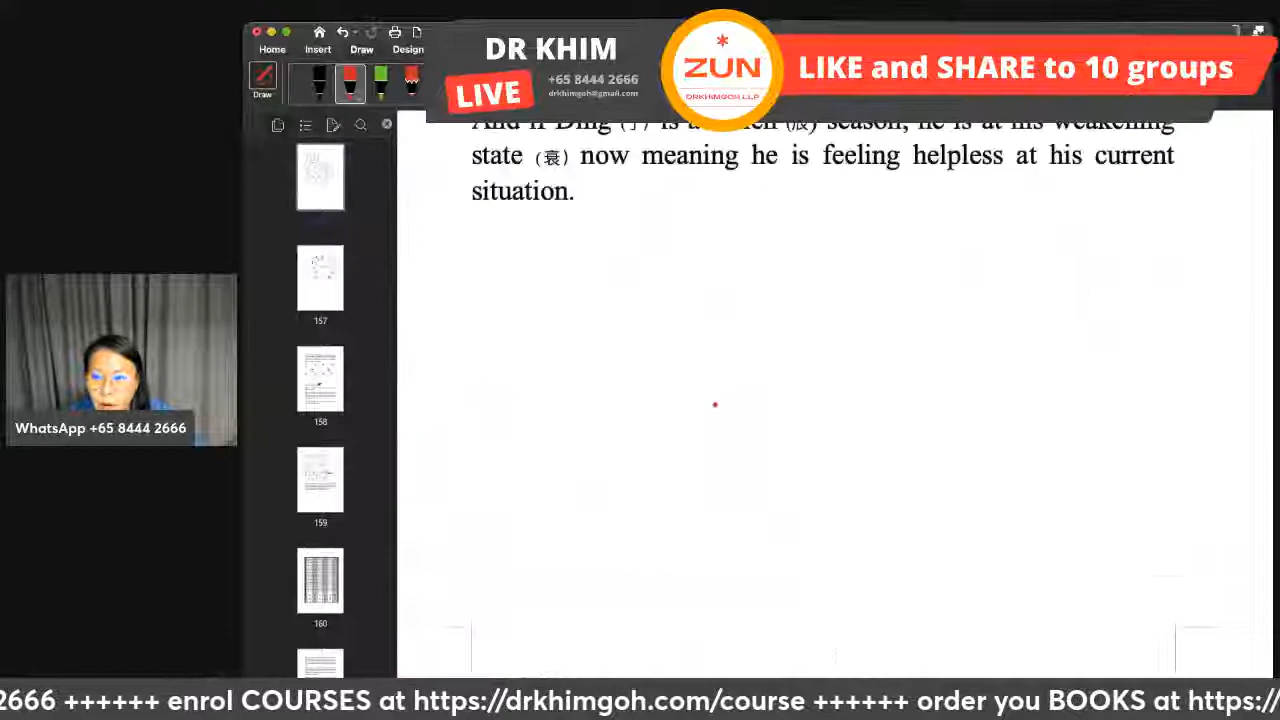 DR KHIM
LIVE
+65 8444 2666
drkhimgoh@gmail.com
*
ZUN
DRKHIMGOH LLP
LIKE and SHARE to 10 groups
Home Insert Draw Design
Draw
state (衰) now meaning he is feeling helpless at his current
situation.
157
158
159
160
WhatsApp +65 8444 2666
2666 ++++++ enrol COURSES at https://drkhimgoh.com/course ++++++ order you BOOKS at https://